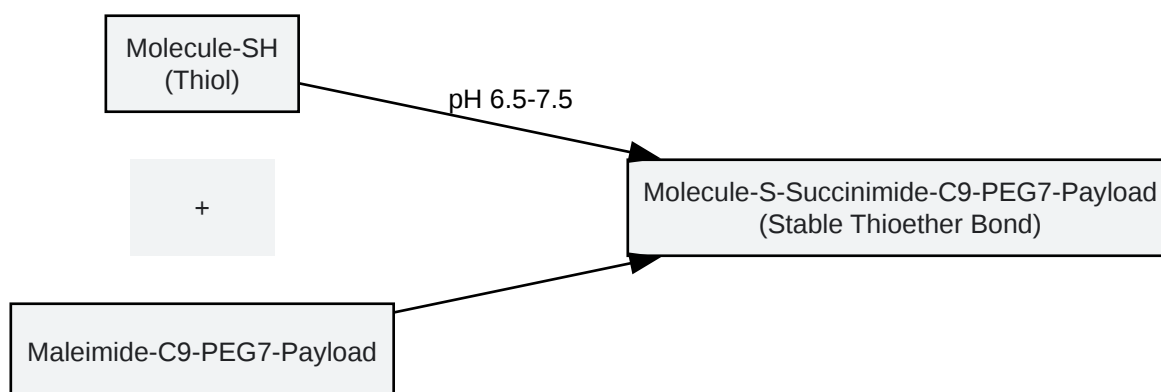 Molecule-SH
(Thiol)
pH 6.5-7.5
+
Molecule-S-Succinimide-C9-PEG7-Payload
(Stable Thioether Bond)
Maleimide-C9-PEG7-Payload